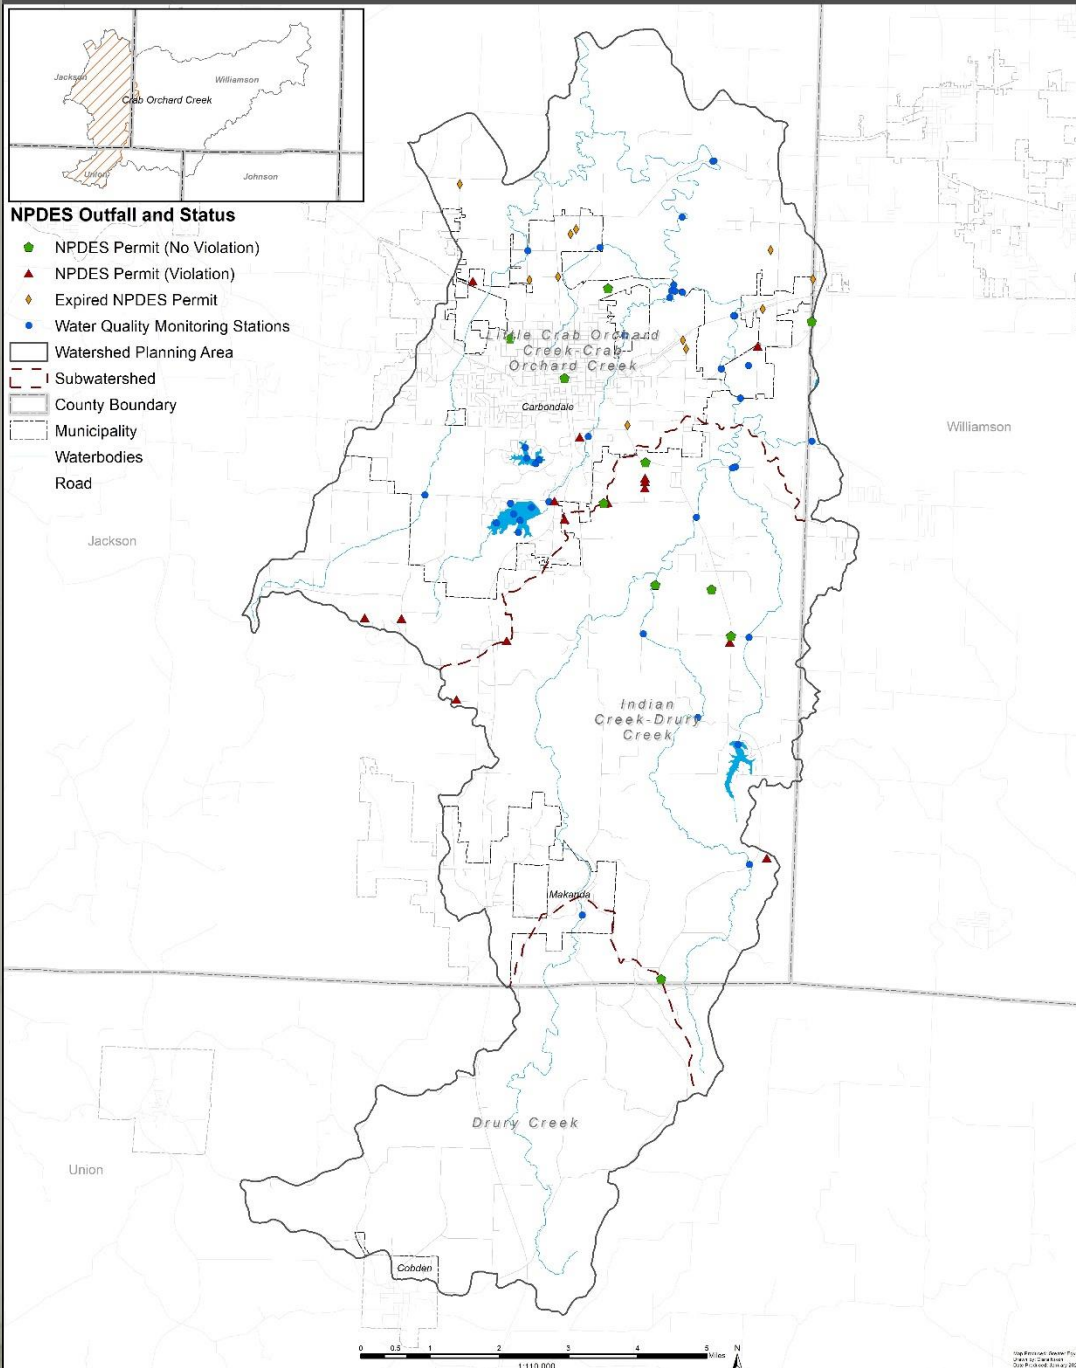 Jackson
Williamson
Crab Orchard Creek
Union
Johnson
NPDES Outfall and Status
NPDES Permit (No Violation)
NPDES Permit (Violation)
Expired NPDES Permit
Water Quality Monitoring Stations
Watershed Planning Area
Subwatershed
County Boundary
Municipality
Waterbodies
Road
Little Crab Orchard
Creek-Crab
Orchard Creek
Carbondale
Williamson
Jackson
Indian
Creek-Drury
Creek
Makanda
Drury Creek
Union
Cobden
0 0.5 1 2 3 4 5
Miles
N
1:110,000